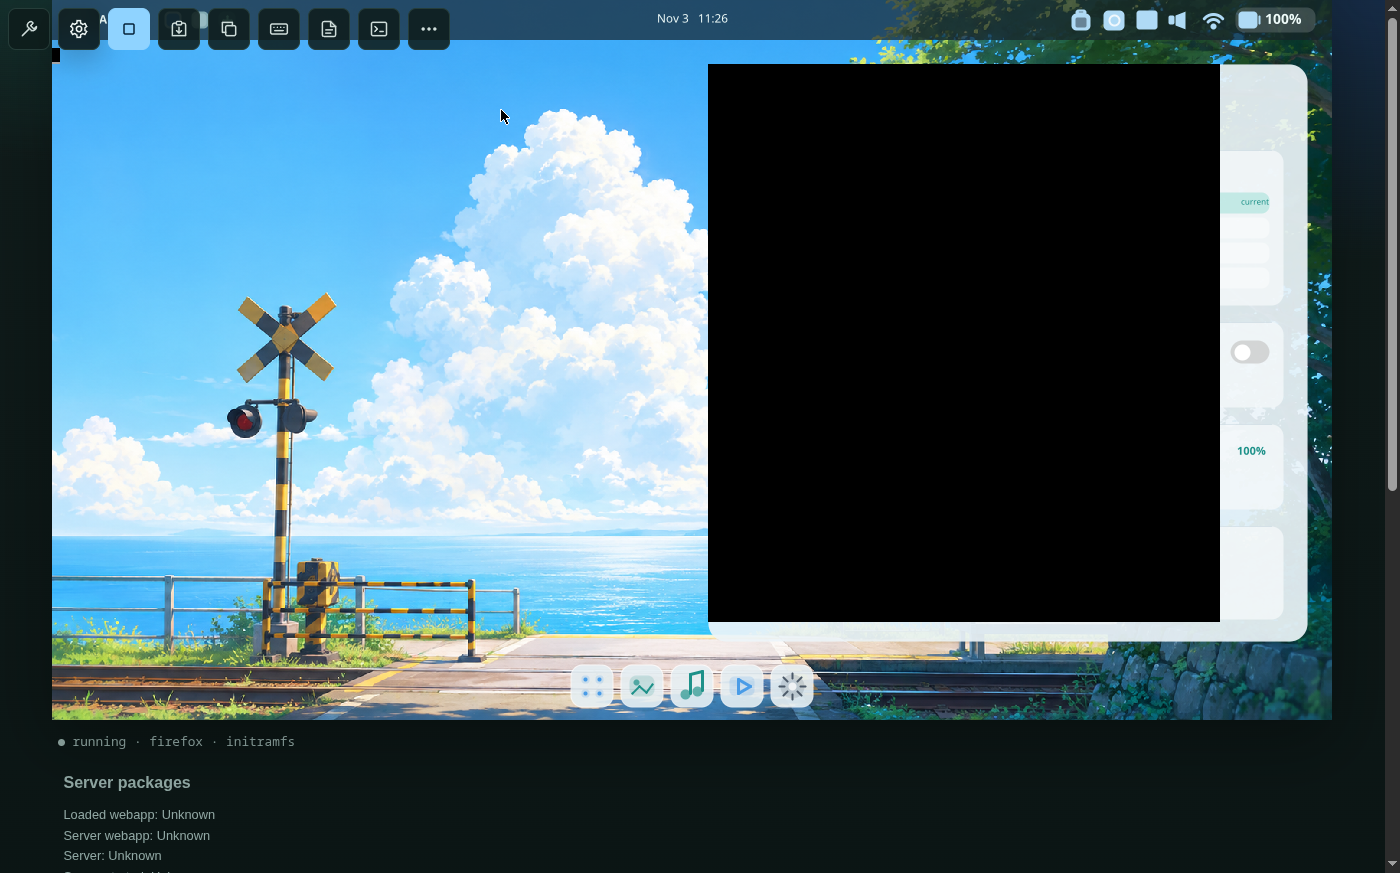 A
Nov 3 11:26
100%
current
100%
● running · firefox · initramfs
Server packages
Loaded webapp: Unknown
Server webapp: Unknown
Server: Unknown